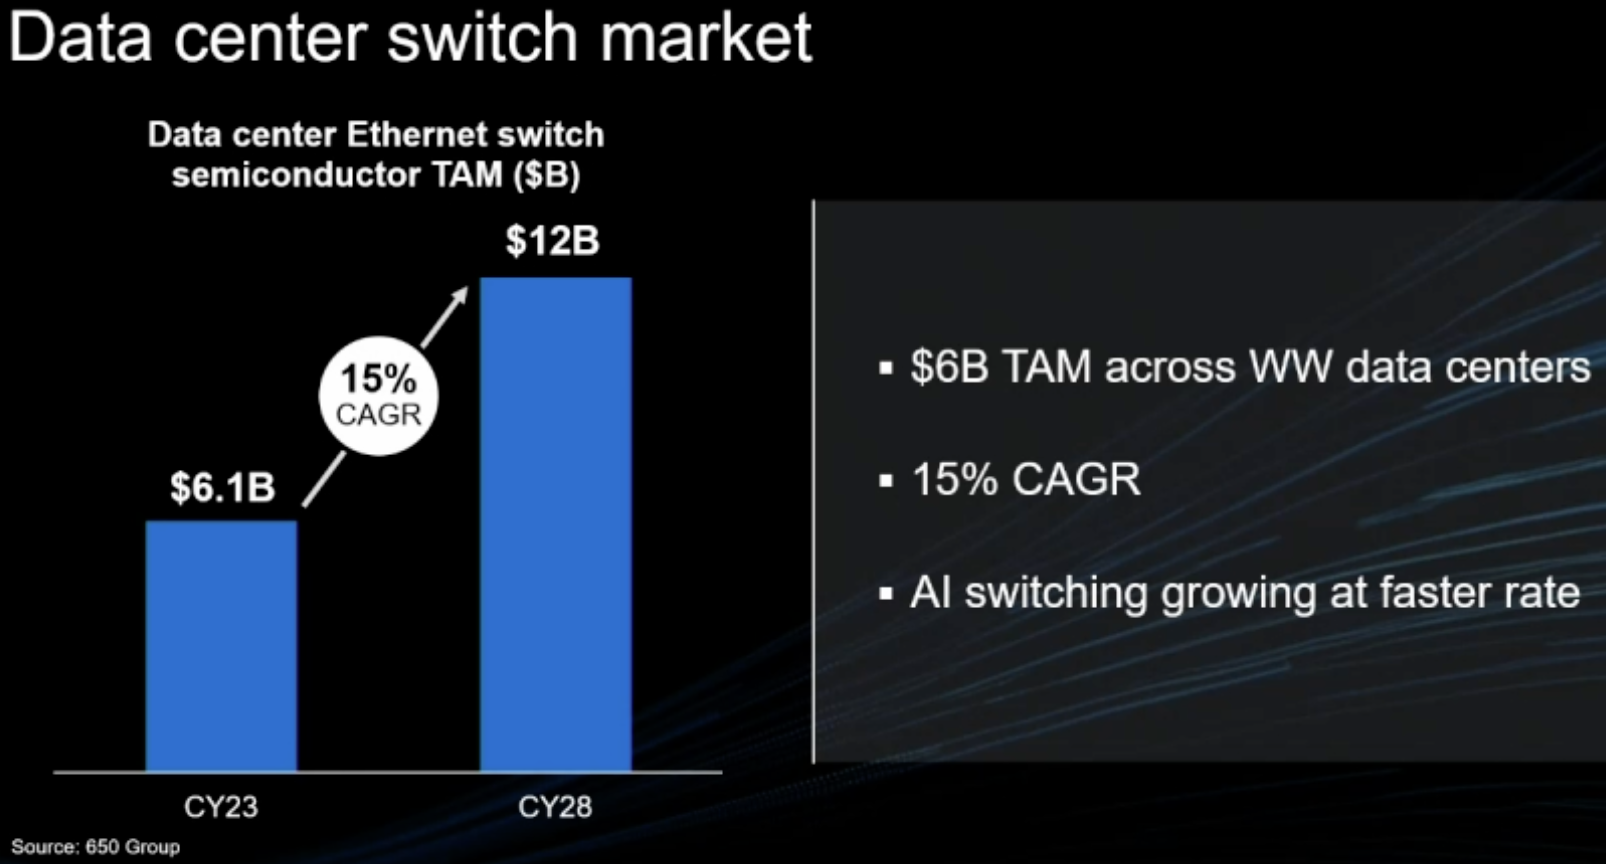 Data center switch market
Data center Ethernet switch
semiconductor TAM ($B)
$12B
15%
CAGR
$6.1B
CY23
CY28
Source: 650 Group
▪ $6B TAM across WW data centers
▪ 15% CAGR
▪ AI switching growing at faster rate